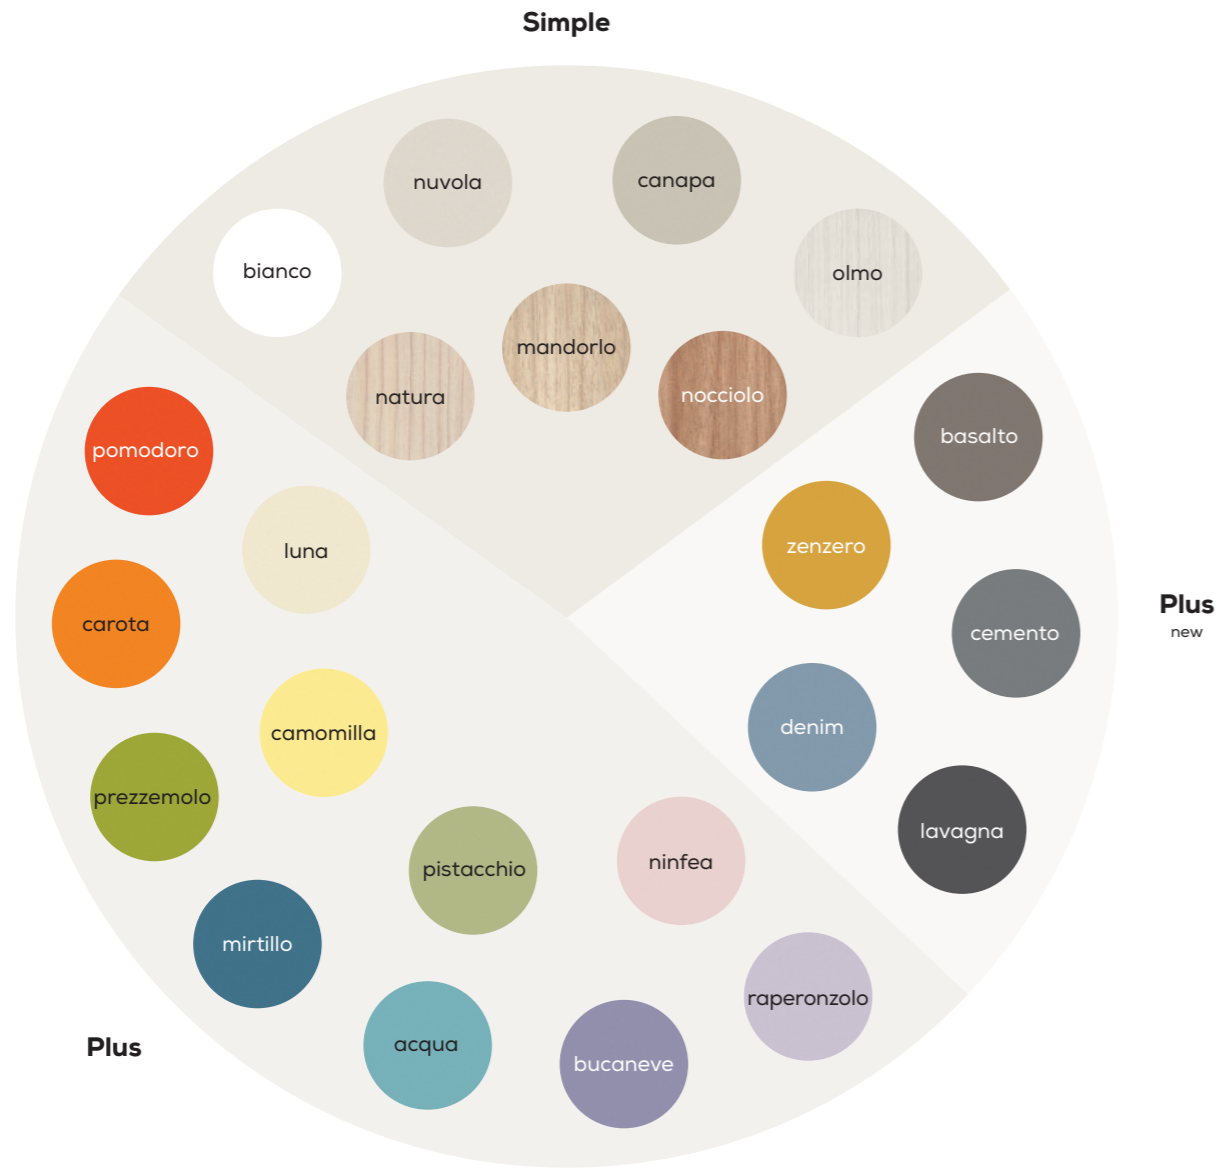 Simple
nuvola
canapa
bianco
olmo
mandorlo
natura
nocciolo
pomodoro
basalto
luna
zenzero
carota
cemento
Plus
new
camomilla
denim
prezzemolo
lavagna
pistacchio
ninfea
mirtillo
raperonzolo
Plus
acqua
bucaneve